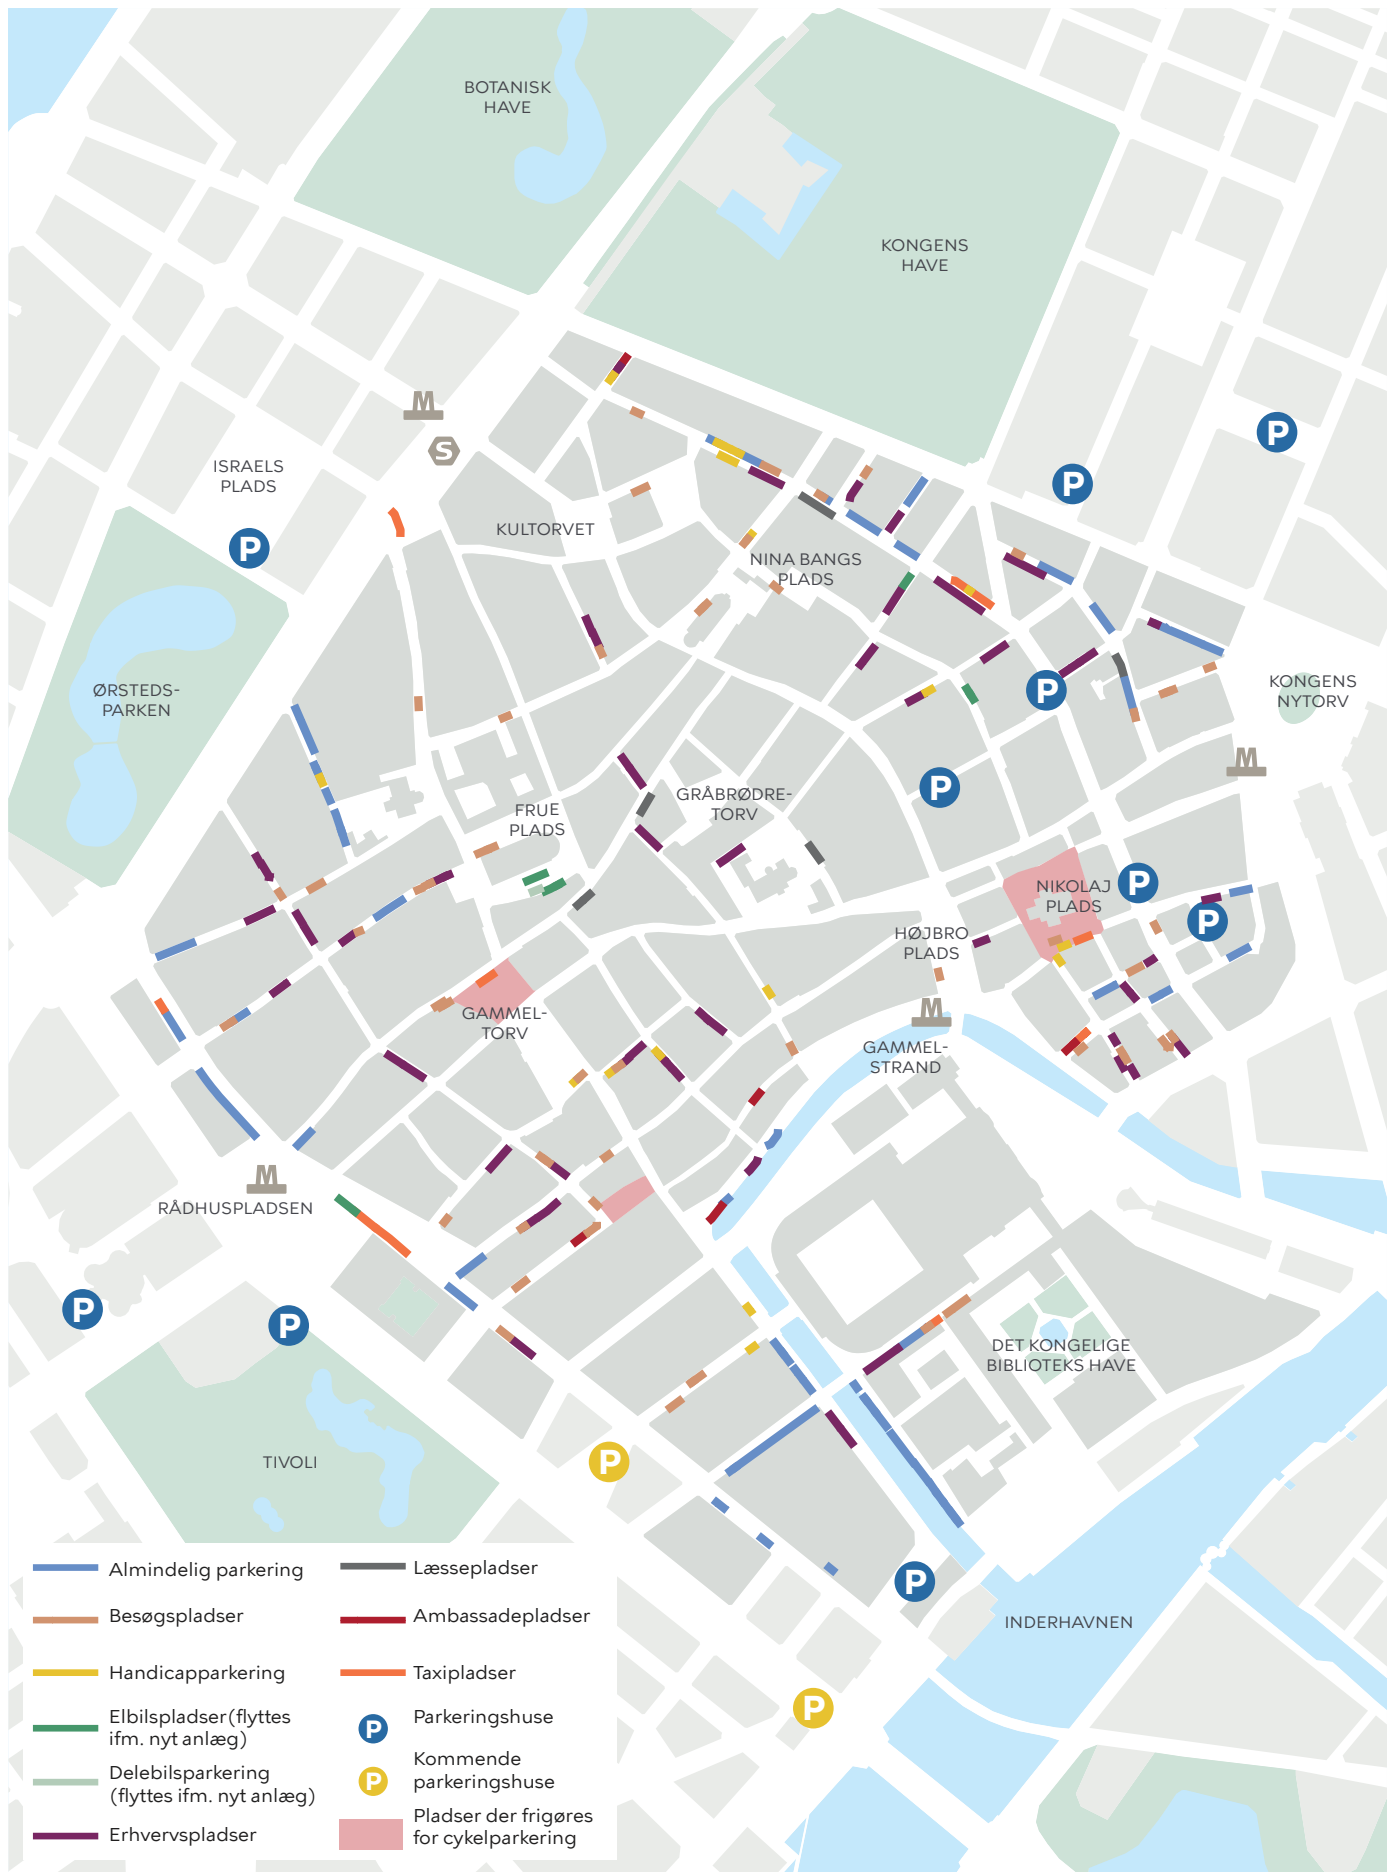 BOTANISK
HAVE
KONGENS
HAVE
M
S
ISRAELS
PLADS
P
P
P
KULTORVET
NINA BANGS
PLADS
ØRSTEDS-
PARKEN
P
KONGENS
NYTORV
M
P
FRUE
PLADS
GRÅBRØDRE-
TORV
NIKOLAJ
PLADS
P
P
HØJBRO
PLADS
M
GAMMEL-
TORV
GAMMEL-
STRAND
M
RÅDHUSPLADSEN
P
P
DET KONGELIGE
BIBLIOTEKS HAVE
TIVOLI
P
P
INDERHAVNEN
P
Almindelig parkering
Besøgspladser
Handicapparkering
Elbilspladser(flyttes
ifm. nyt anlæg)
Delebilsparkering
(flyttes ifm. nyt anlæg)
Erhvervspladser
Læssepladser
Ambassadepladser
Taxipladser
P
Parkeringshuse
P
Kommende
parkeringshuse
Pladser der frigøres
for cykelparkering